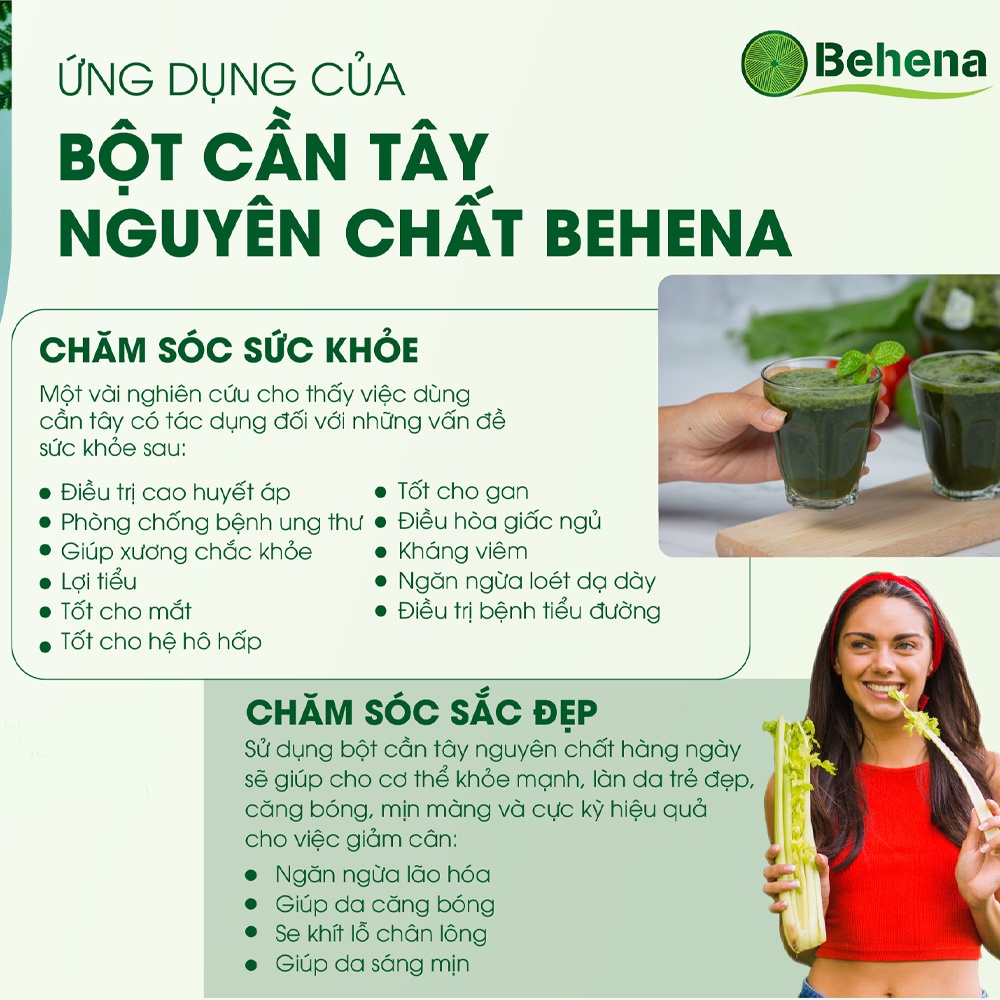 Behena
ỨNG DỤNG CỦA
BỘT CẦN TÂY
NGUYÊN CHẤT BEHENA
CHĂM SÓC SỨC KHỎE
Một vài nghiên cứu cho thấy việc dùng
cần tây có tác dụng đối với những vấn đề
sức khỏe sau:
• Điều trị cao huyết áp
• Phòng chống bệnh ung thư
• Giúp xương chắc khỏe
• Lợi tiểu
• Tốt cho mắt
• Tốt cho hệ hô hấp
• Tốt cho gan
• Điều hòa giấc ngủ
• Kháng viêm
• Ngăn ngừa loét dạ dày
• Điều trị bệnh tiểu đường
CHĂM SÓC SẮC ĐẸP
Sử dụng bột cần tây nguyên chất hàng ngày
sẽ giúp cho cơ thể khỏe mạnh, làn da trẻ đẹp,
căng bóng, mịn màng và cực kỳ hiệu quả
cho việc giảm cân:
• Ngăn ngừa lão hóa
• Giúp da căng bóng
• Se khít lỗ chân lông
• Giúp da sáng mịn